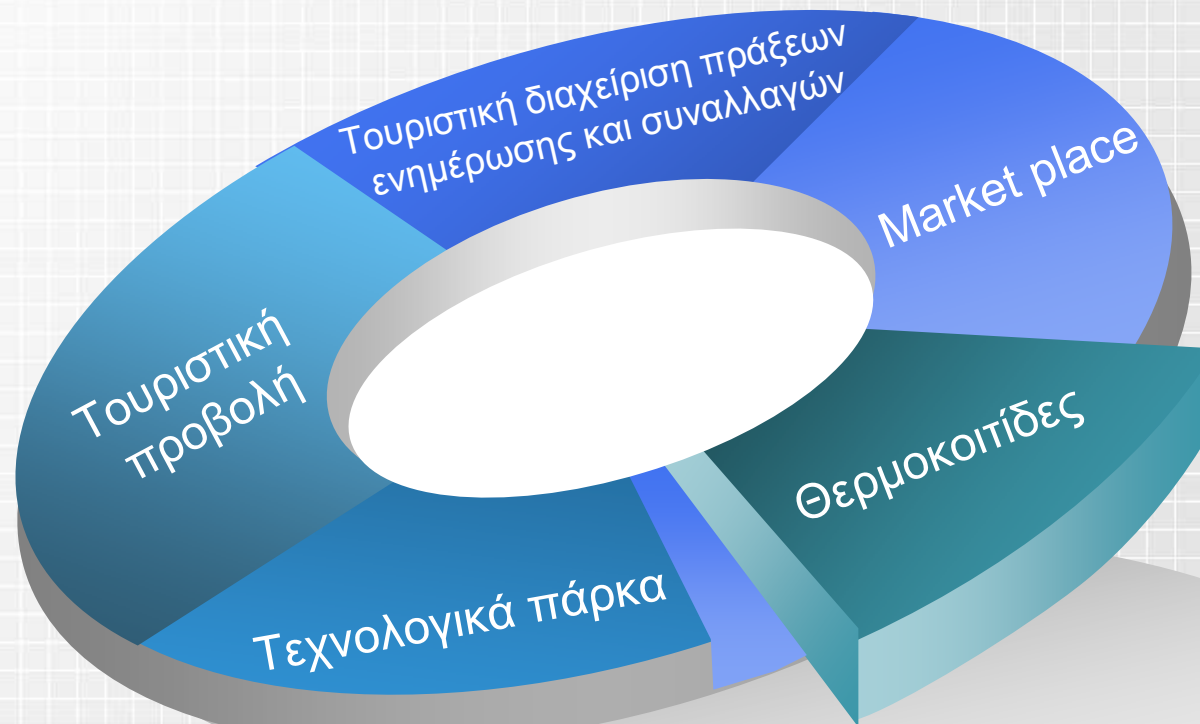 Τουριστική διαχείριση πράξεων
ενημέρωσης και συναλλαγών
Market place
Τουριστική
προβολή
Θερμοκοιτίδες
Τεχνολογικά πάρκα